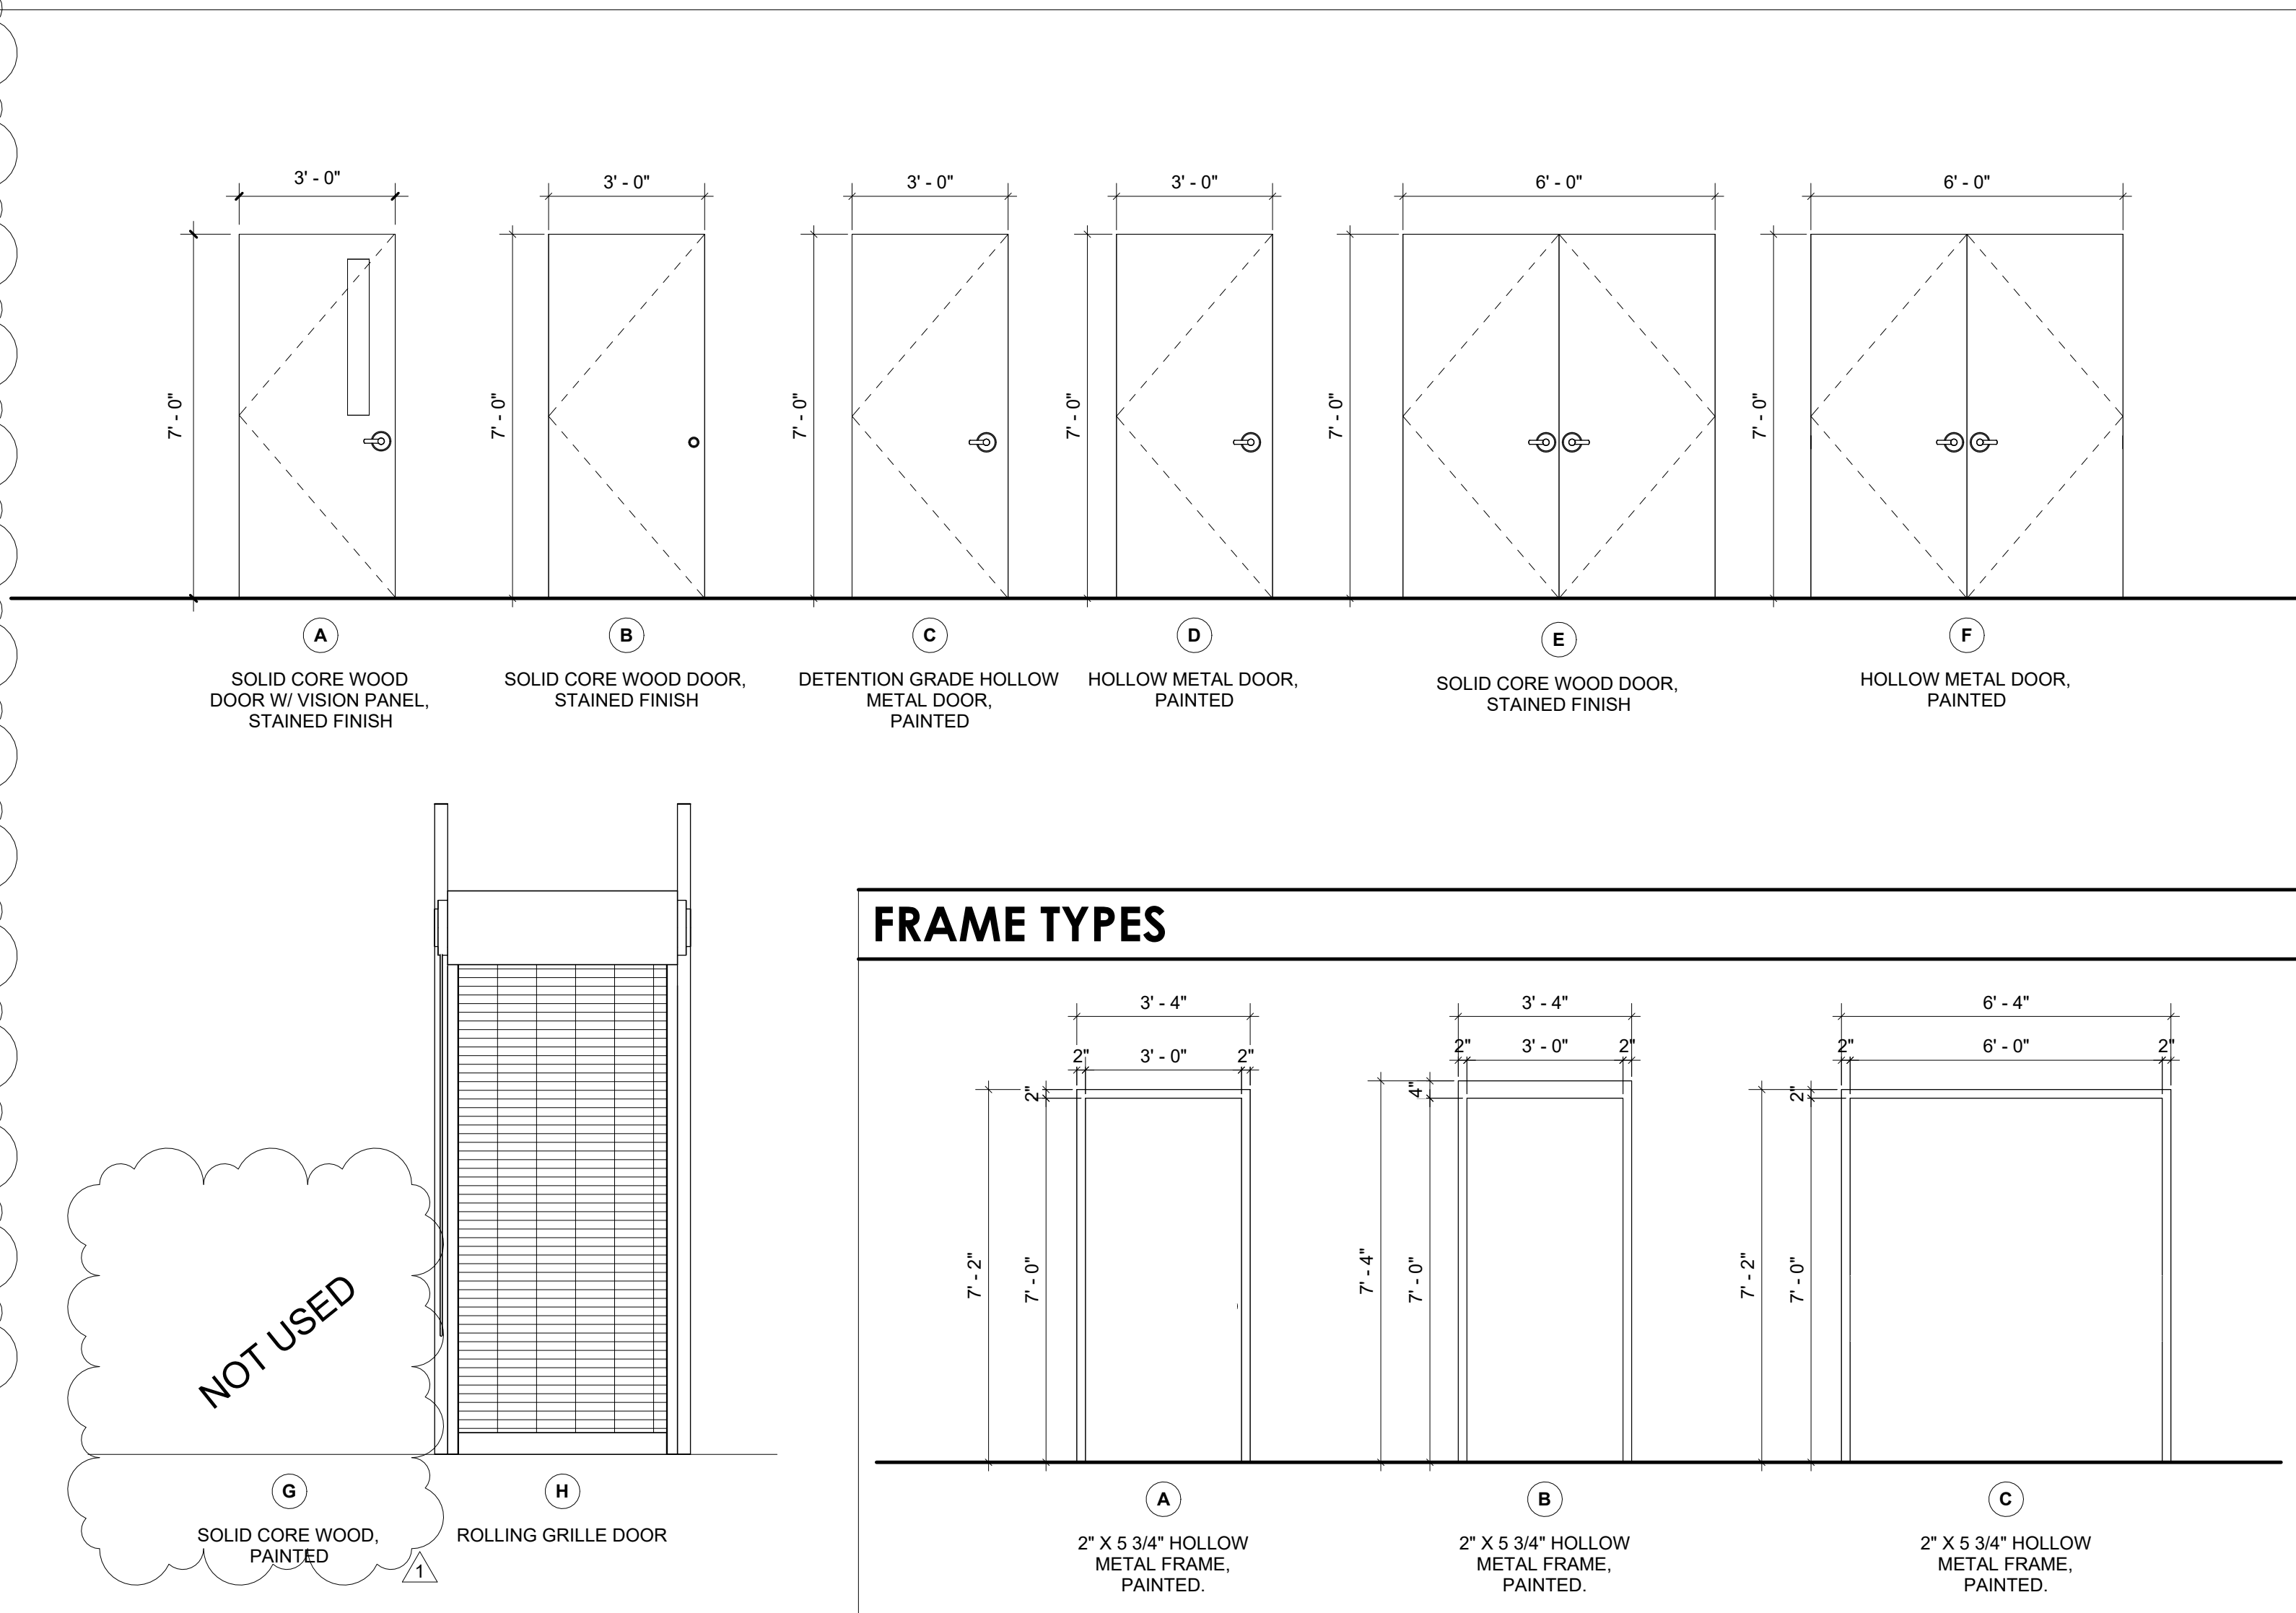 3' - 0"
3' - 0"
3' - 0"
3' - 0"
6' - 0"
6' - 0"
7' - 0"
7' - 0"
7' - 0"
7' - 0"
7' - 0"
7' - 0"
A
SOLID CORE WOOD
DOOR W/ VISION PANEL,
STAINED FINISH
B
SOLID CORE WOOD DOOR,
STAINED FINISH
C
DETENTION GRADE HOLLOW
METAL DOOR,
PAINTED
D
HOLLOW METAL DOOR,
PAINTED
E
SOLID CORE WOOD DOOR,
STAINED FINISH
F
HOLLOW METAL DOOR,
PAINTED
NOT USED
G
SOLID CORE WOOD,
PAINTED
1
H
ROLLING GRILLE DOOR
FRAME TYPES
3' - 4"
2"
3' - 0"
2"
2"
7' - 2"
7' - 0"
A
2" X 5 3/4" HOLLOW
METAL FRAME,
PAINTED.
3' - 4"
2"
3' - 0"
2"
4"
7' - 4"
7' - 0"
B
2" X 5 3/4" HOLLOW
METAL FRAME,
PAINTED.
6' - 4"
2"
6' - 0"
2"
2"
7' - 2"
7' - 0"
C
2" X 5 3/4" HOLLOW
METAL FRAME,
PAINTED.